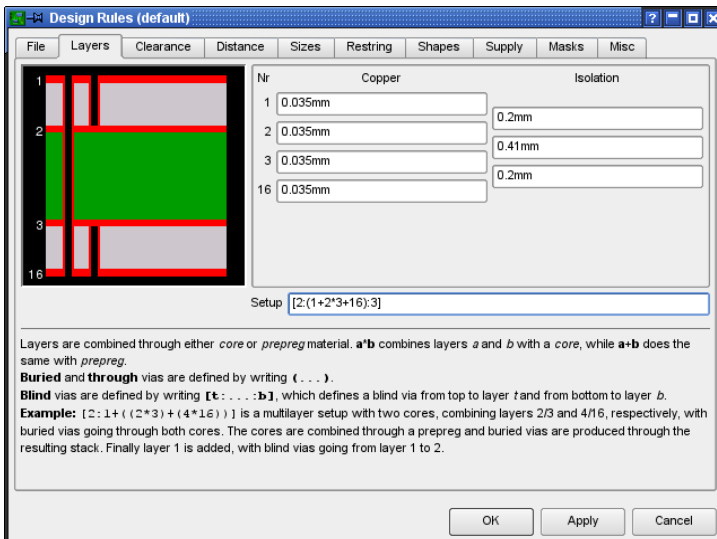 Design Rules (default)
File Layers Clearance Distance Sizes Restring Shapes Supply Masks Misc
Nr Copper Isolation
1 1 0.035mm
0.2mm
2 2 0.035mm
0.41mm
3 0.035mm
0.2mm
16 0.035mm
3
16
Setup [2:(1+2*3+16):3]
Layers are combined through either core or prepreg material. a*b combines layers a and b with a core, while a+b does the
same with prepreg.
Buried and through vias are defined by writing (...).
Blind vias are defined by writing [t:...:b], which defines a blind via from top to layer t and from bottom to layer b.
Example: [2:1+((2*3)+(4*16))] is a multilayer setup with two cores, combining layers 2/3 and 4/16, respectively, with
buried vias going through both cores. The cores are combined through a prepreg and buried vias are produced through the
resulting stack. Finally layer 1 is added, with blind vias going from layer 1 to 2.
OK Apply Cancel